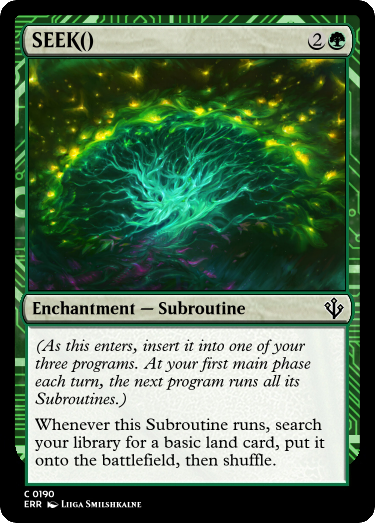 SEEK() 2
Enchantment — Subroutine
(As this enters, insert it into one of your
three programs. At your first main phase
each turn, the next program runs all its
Subroutines.)
Whenever this Subroutine runs, search
your library for a basic land card, put it
onto the battlefield, then shuffle.
C 0190
ERR Liiga Smilshkalne